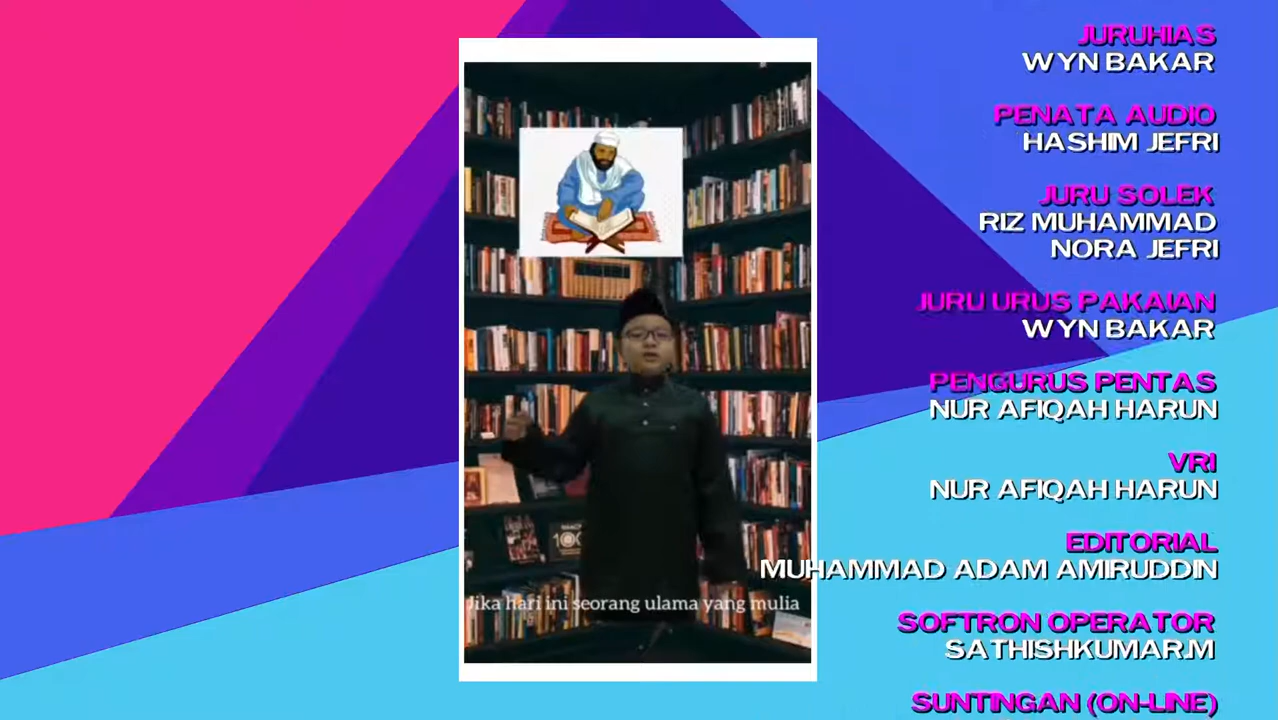 Jika hari ini seorang ulama yang mulia
JURUHIAS
WYN BAKAR
PENATA AUDIO
HASHIM JEFRI
JURU SOLEK
RIZ MUHAMMAD
NORA JEFRI
JURU URUS PAKAIAN
WYN BAKAR
PENGURUS PENTAS
NUR AFIQAH HARUN
VRI
NUR AFIQAH HARUN
EDITORIAL
MUHAMMAD ADAM AMIRUDDIN
SOFTRON OPERATOR
SATHISHKUMAR.M
SUNTINGAN (ON-LINE)